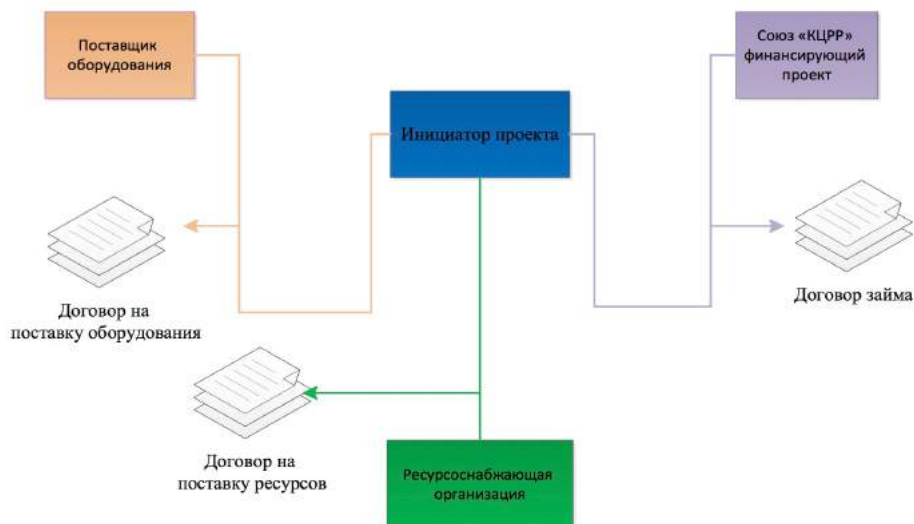 Поставщик
оборудования
Союз «КЦРР»
финансирующий
проект
Инициатор проекта
Договор на
поставку оборудования
Договор займа
Договор на
поставку ресурсов
Ресурсоснабжающая
организация